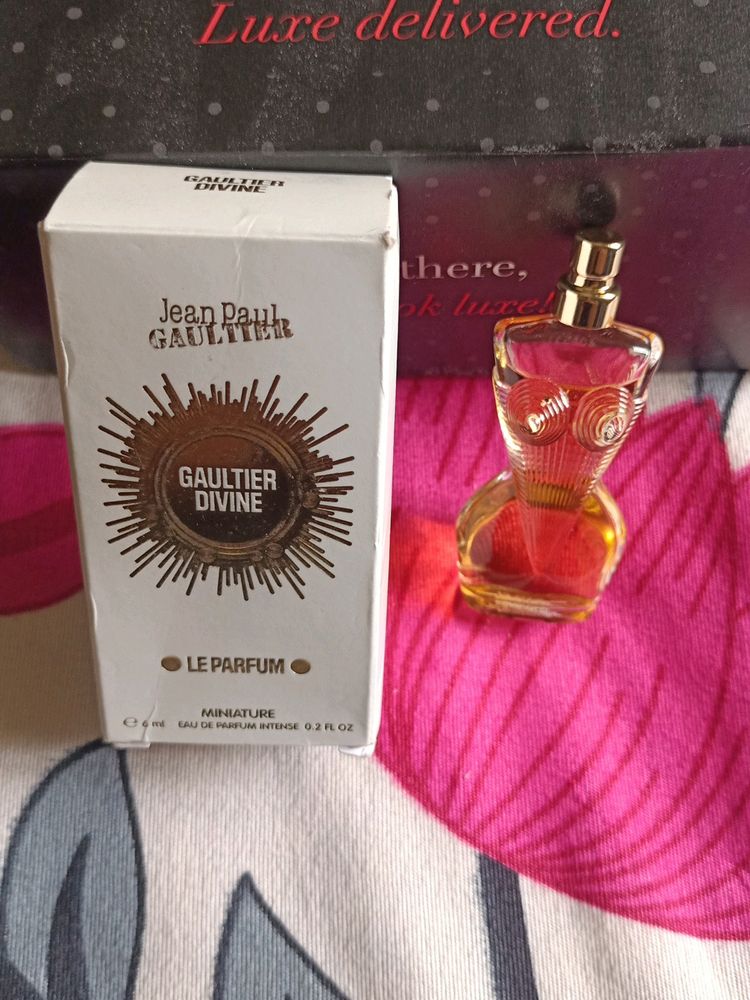 Luxe delivered.
there,
ok luxe!
GAULTIER
DIVINE
Jean Paul
GAULTIER
GAULTIER
DIVINE
LE PARFUM
MINIATURE
e 6 ml EAU DE PARFUM INTENSE 0.2 FL OZ